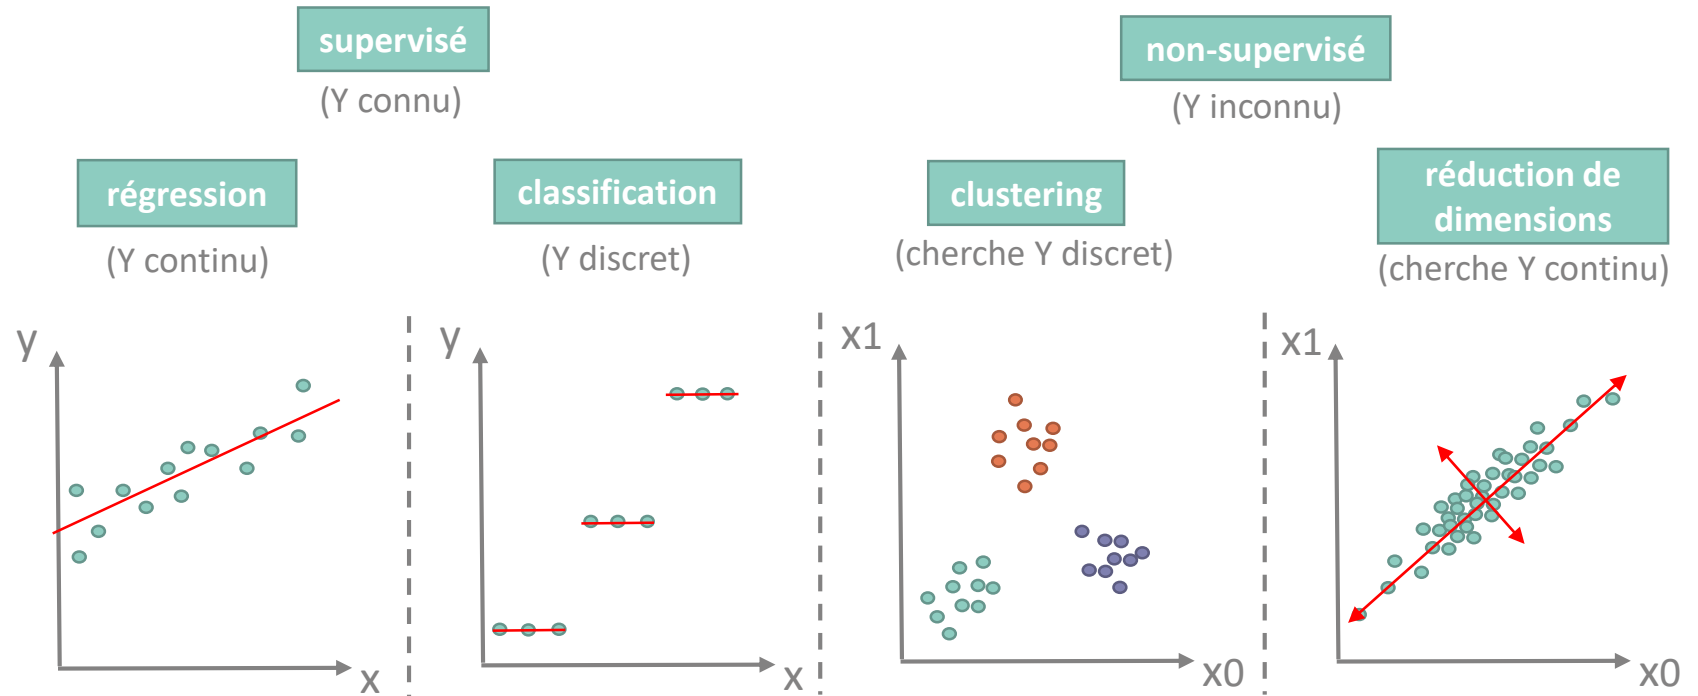 supervisé
(Y connu)
non-supervisé
(Y inconnu)
régression
(Y continu)
classification
(Y discret)
clustering
(cherche Y discret)
réduction de
dimensions
(cherche Y continu)
y
x
y
x
x1
x0
x1
x0